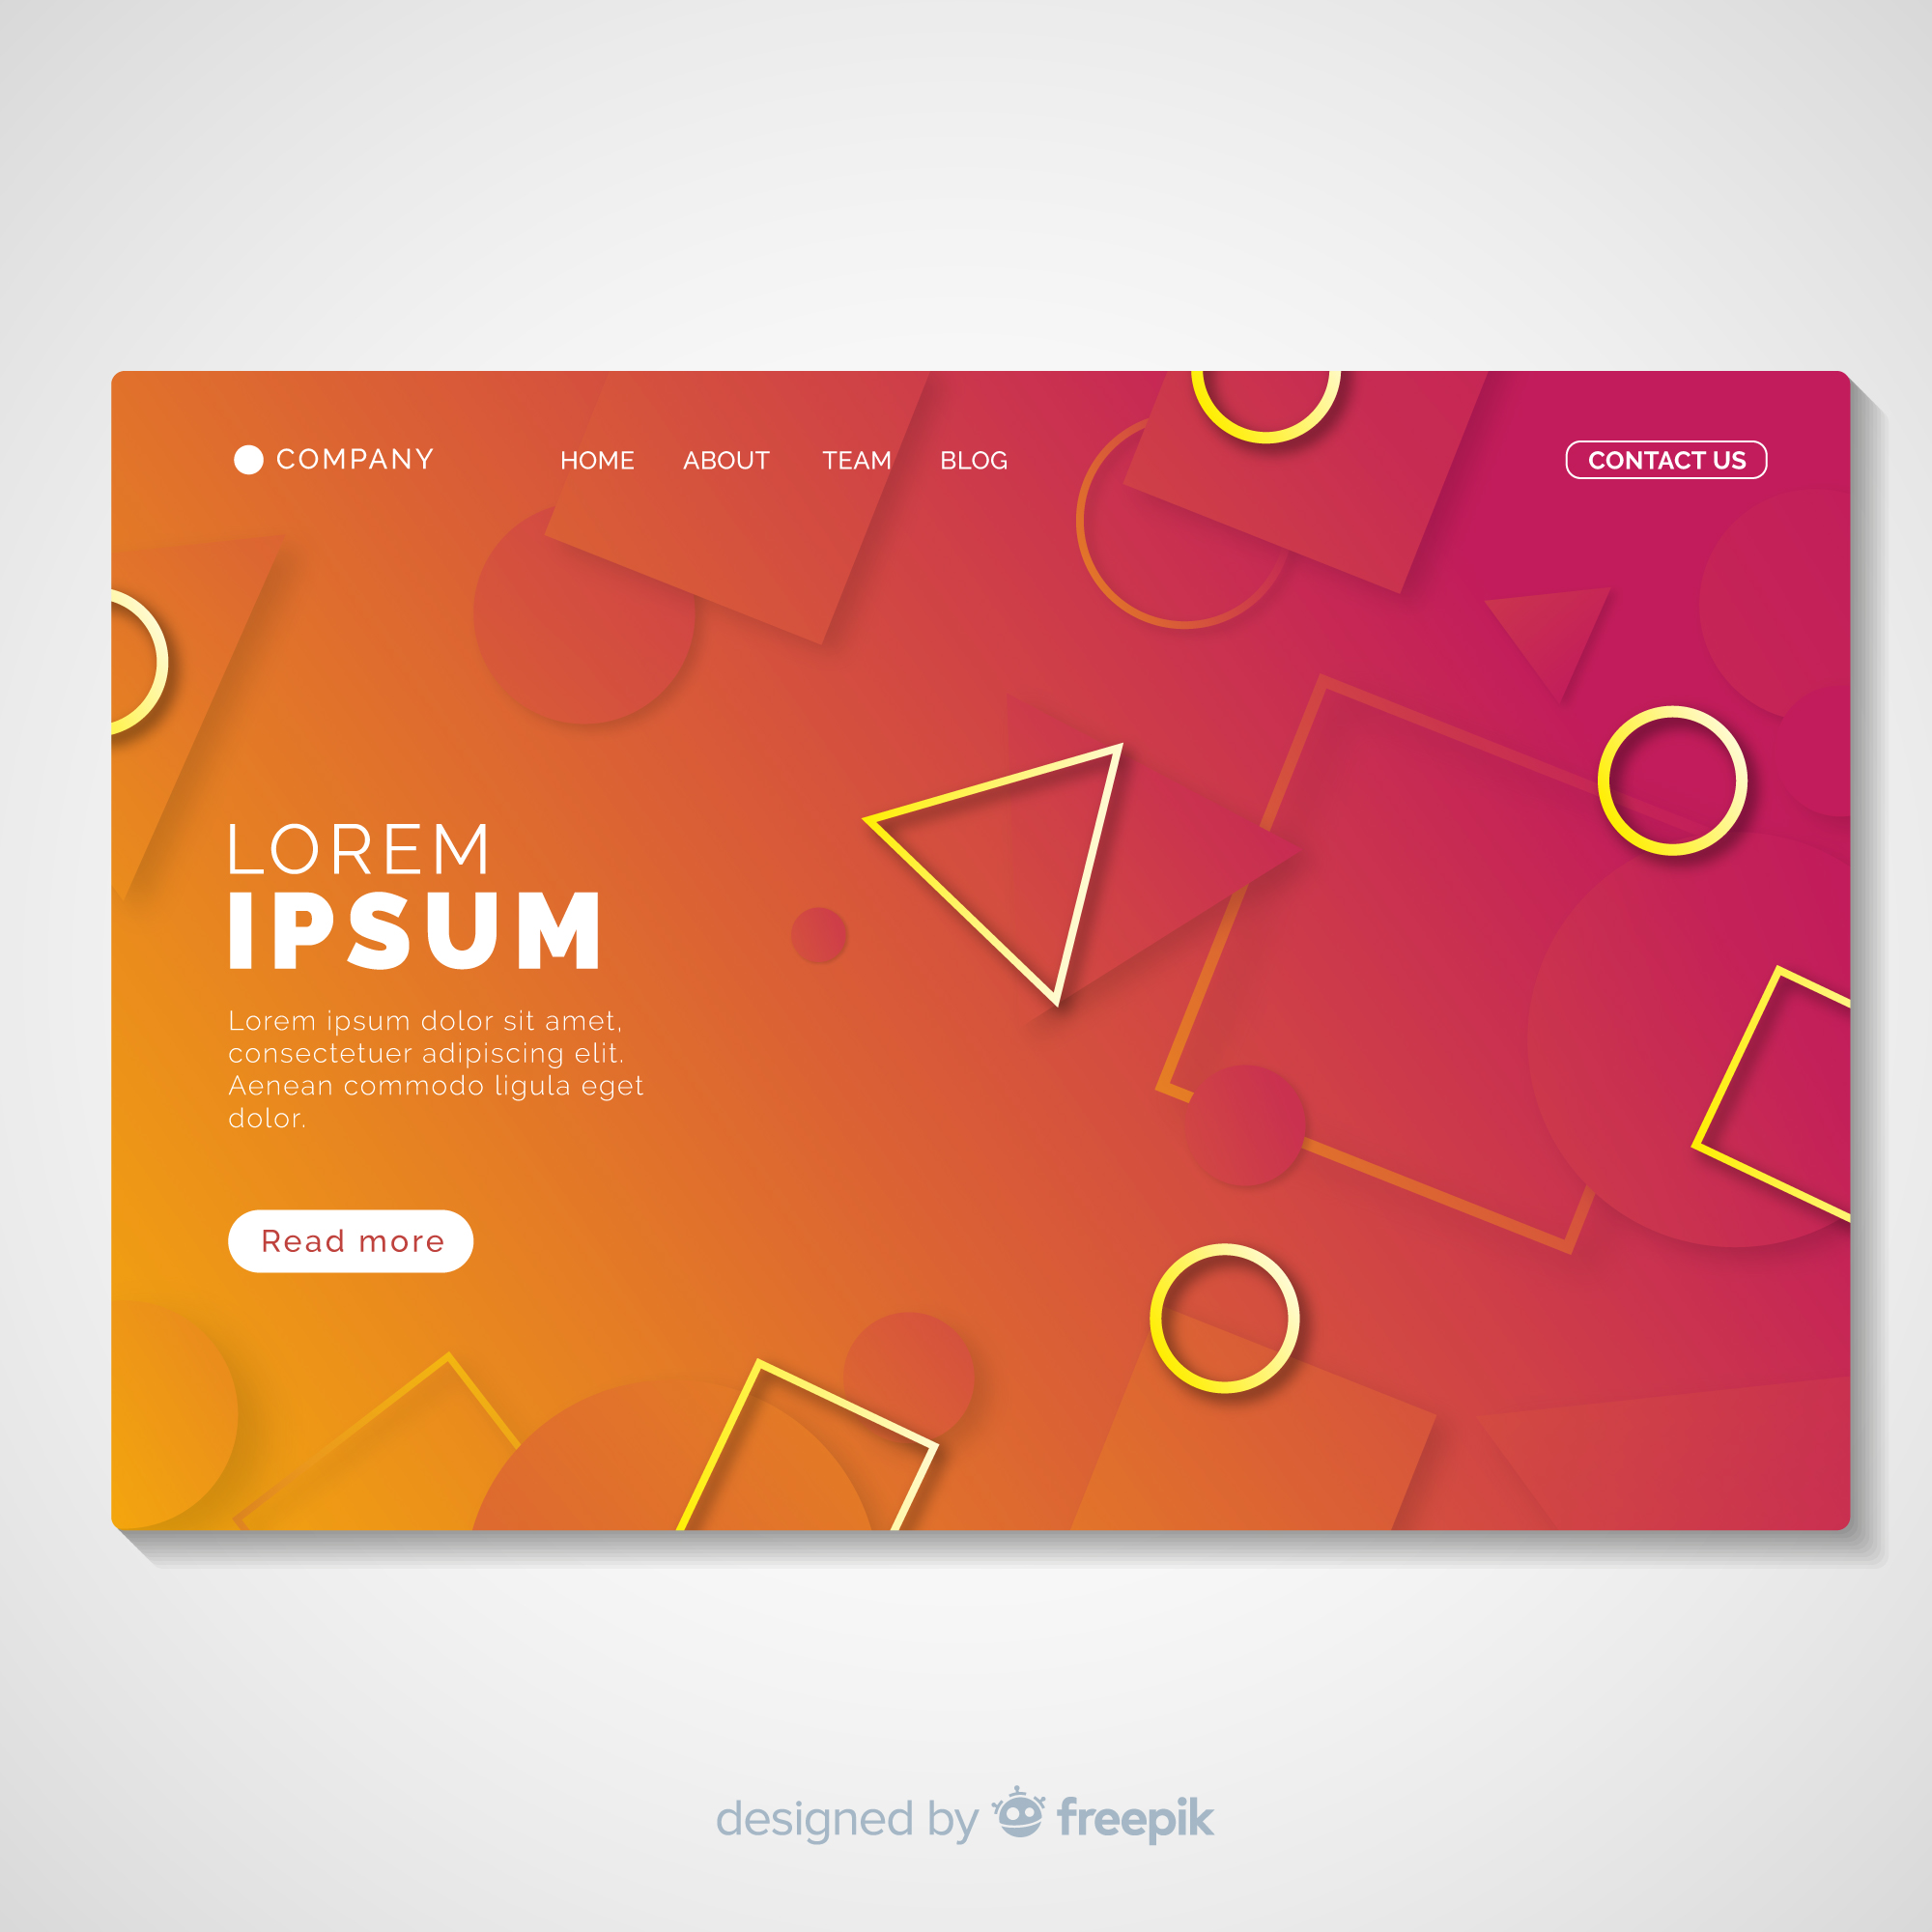 COMPANY HOME ABOUT TEAM BLOG CONTACT US
LOREM
IPSUM
Lorem ipsum dolor sit amet,
consectetuer adipiscing elit.
Aenean commodo ligula eget
dolor.
Read more
designed by freepik